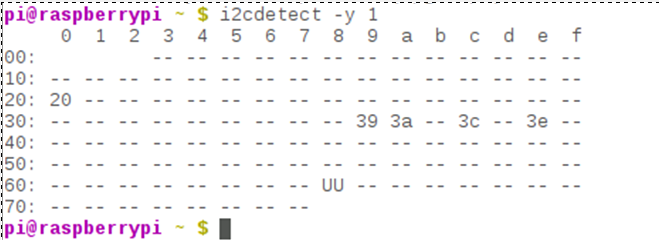 pi@raspberrypi ~ $ i2cdetect -y 1
     0  1  2  3  4  5  6  7  8  9  a  b  c  d  e  f
00:          -- -- -- -- -- -- -- -- -- -- -- -- --
10: -- -- -- -- -- -- -- -- -- -- -- -- -- -- -- --
20: 20 -- -- -- -- -- -- -- -- -- -- -- -- -- -- --
30: -- -- -- -- -- -- -- -- -- 39 3a -- 3c -- 3e --
40: -- -- -- -- -- -- -- -- -- -- -- -- -- -- -- --
50: -- -- -- -- -- -- -- -- -- -- -- -- -- -- -- --
60: -- -- -- -- -- -- -- -- UU -- -- -- -- -- -- --
70: -- -- -- -- -- -- -- --
pi@raspberrypi ~ $